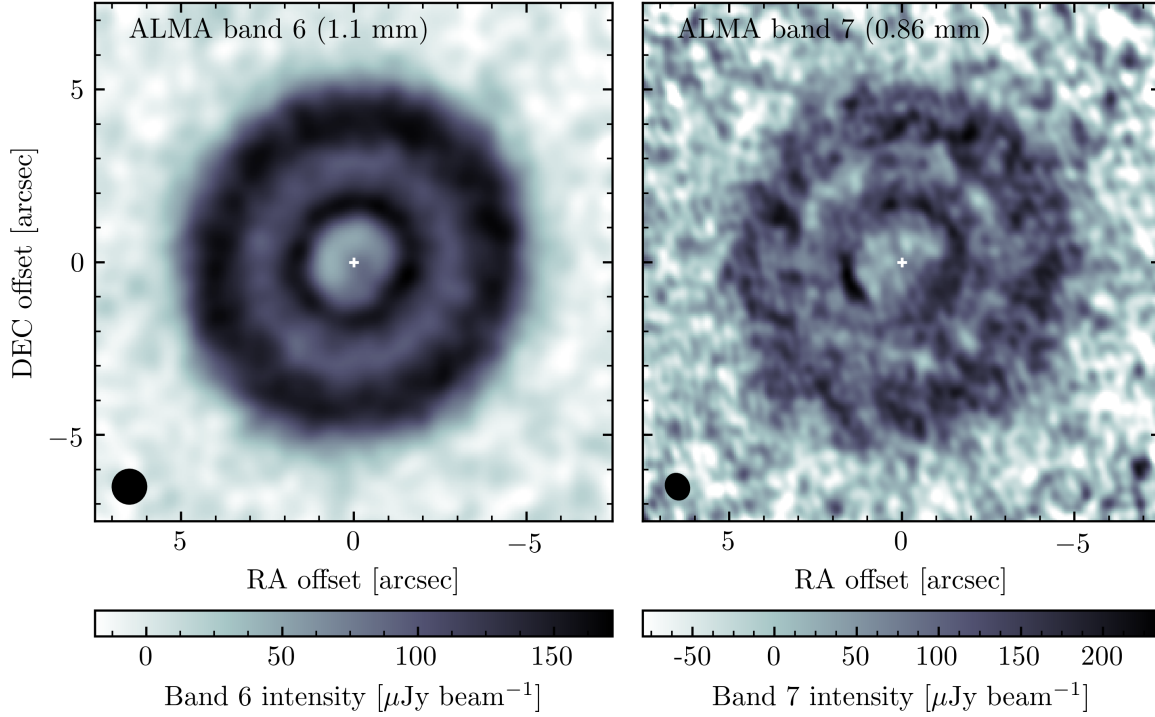 ALMA band 6 (1.1 mm)
ALMA band 7 (0.86 mm)
5
0
−5
DEC offset [arcsec]
5 0 −5
5 0 −5
RA offset [arcsec]
RA offset [arcsec]
0 50 100 150
-50 0 50 100 150 200
Band 6 intensity [μJy beam⁻¹]
Band 7 intensity [μJy beam⁻¹]